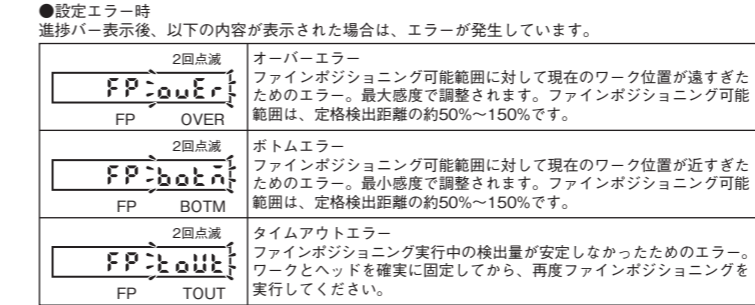 ●設定エラー時
進捗バー表示後、以下の内容が表示された場合は、エラーが発生しています。
2回点滅
FP ouEr
FP OVER
オーバーエラー
ファインポジショニング可能範囲に対して現在のワーク位置が遠すぎた
ためのエラー。最大感度で調整されます。ファインポジショニング可能
範囲は、定格検出距離の約50%〜150%です。
2回点滅
FP botm
FP BOTM
ボトムエラー
ファインポジショニング可能範囲に対して現在のワーク位置が近すぎた
ためのエラー。最小感度で調整されます。ファインポジショニング可能
範囲は、定格検出距離の約50%〜150%です。
2回点滅
FP toUt
FP TOUT
タイムアウトエラー
ファインポジショニング実行中の検出量が安定しなかったためのエラー。
ワークとヘッドを確実に固定してから、再度ファインポジショニングを
実行してください。